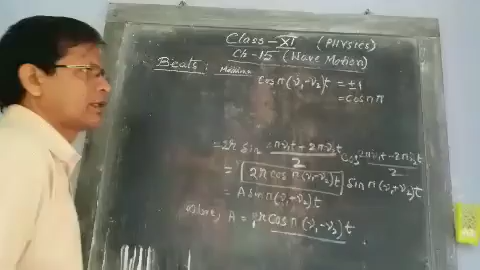 Class - XI (PHYSICS)
Ch-15 (Wave Motion)
Beats: Maxima
Cos π(ν₁-ν₂)t = ±1
= cos nπ
= 2r sin (2πν₁t + 2πν₂t)/2 cos (2πν₁t - 2πν₂t)/2
= [2r cos π(ν₁-ν₂)t] sin π(ν₁+ν₂)t
= A sin π(ν₁+ν₂)t
Where, A = 2r cos π(ν₁-ν₂)t